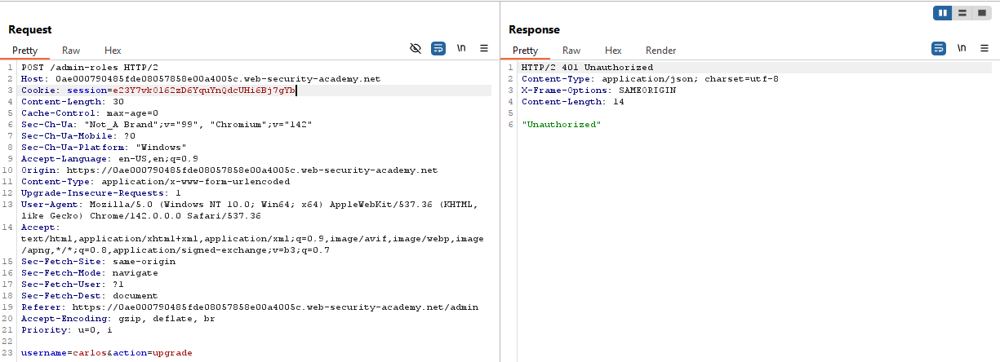 Request
Pretty Raw Hex \n
1 POST /admin-roles HTTP/2
2 Host: 0ae000790485fde08057858e00a4005c.web-security-academy.net
3 Cookie: session=e23Y7vk0l62zD6YquYnQdcUHi6Bj7gYb
4 Content-Length: 30
5 Cache-Control: max-age=0
6 Sec-Ch-Ua: "Not_A Brand";v="99", "Chromium";v="142"
7 Sec-Ch-Ua-Mobile: ?0
8 Sec-Ch-Ua-Platform: "Windows"
9 Accept-Language: en-US,en;q=0.9
10 Origin: https://0ae000790485fde08057858e00a4005c.web-security-academy.net
11 Content-Type: application/x-www-form-urlencoded
12 Upgrade-Insecure-Requests: 1
13 User-Agent: Mozilla/5.0 (Windows NT 10.0; Win64; x64) AppleWebKit/537.36 (KHTML,
like Gecko) Chrome/142.0.0.0 Safari/537.36
14 Accept:
text/html,application/xhtml+xml,application/xml;q=0.9,image/avif,image/webp,image
/apng,*/*;q=0.8,application/signed-exchange;v=b3;q=0.7
15 Sec-Fetch-Site: same-origin
16 Sec-Fetch-Mode: navigate
17 Sec-Fetch-User: ?1
18 Sec-Fetch-Dest: document
19 Referer: https://0ae000790485fde08057858e00a4005c.web-security-academy.net/admin
20 Accept-Encoding: gzip, deflate, br
21 Priority: u=0, i
22
23 username=carlos&action=upgrade
Response
Pretty Raw Hex Render \n
1 HTTP/2 401 Unauthorized
2 Content-Type: application/json; charset=utf-8
3 X-Frame-Options: SAMEORIGIN
4 Content-Length: 14
5
6 "Unauthorized"